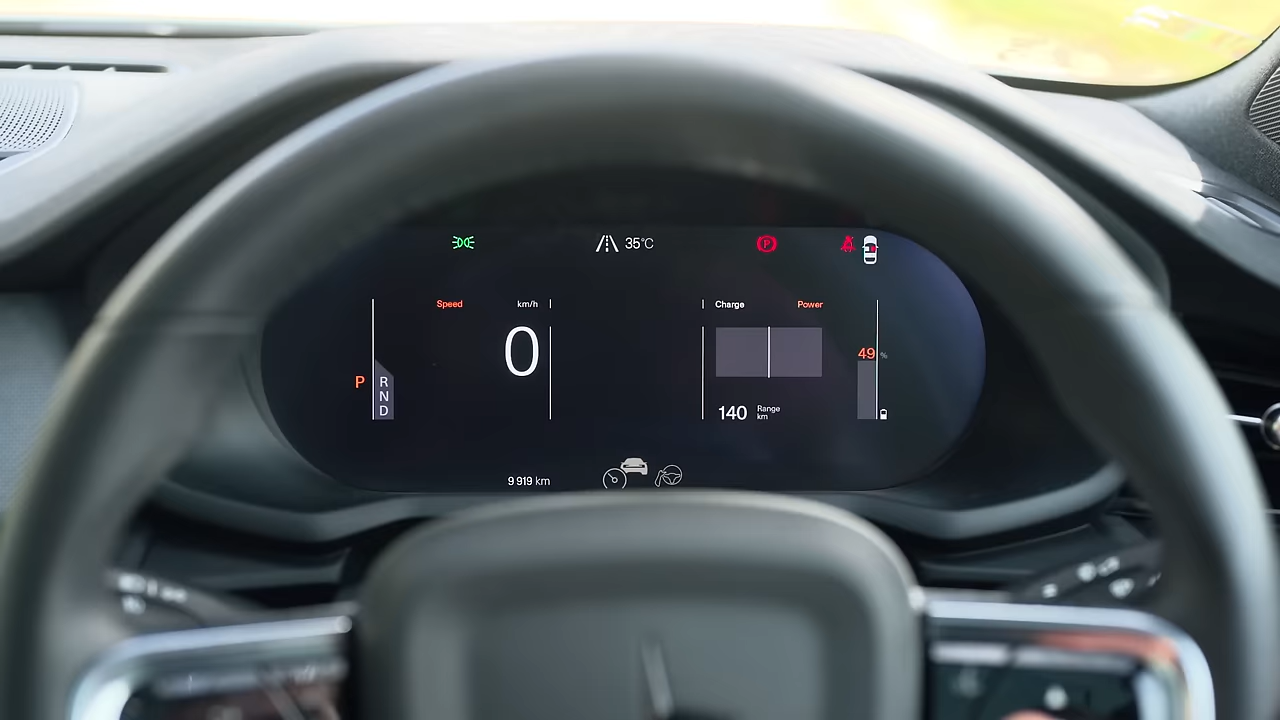 35°C
P
Speed km/h
0
Charge Power
49 %
P
R
N
D
140 Range km
9 919 km